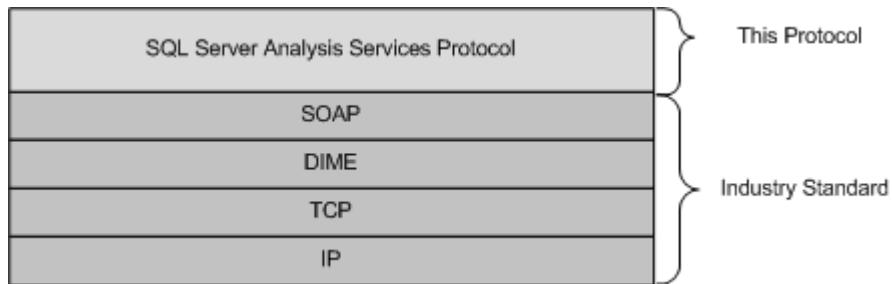 SQL Server Analysis Services Protocol
This Protocol
SOAP
DIME
TCP
IP
Industry Standard